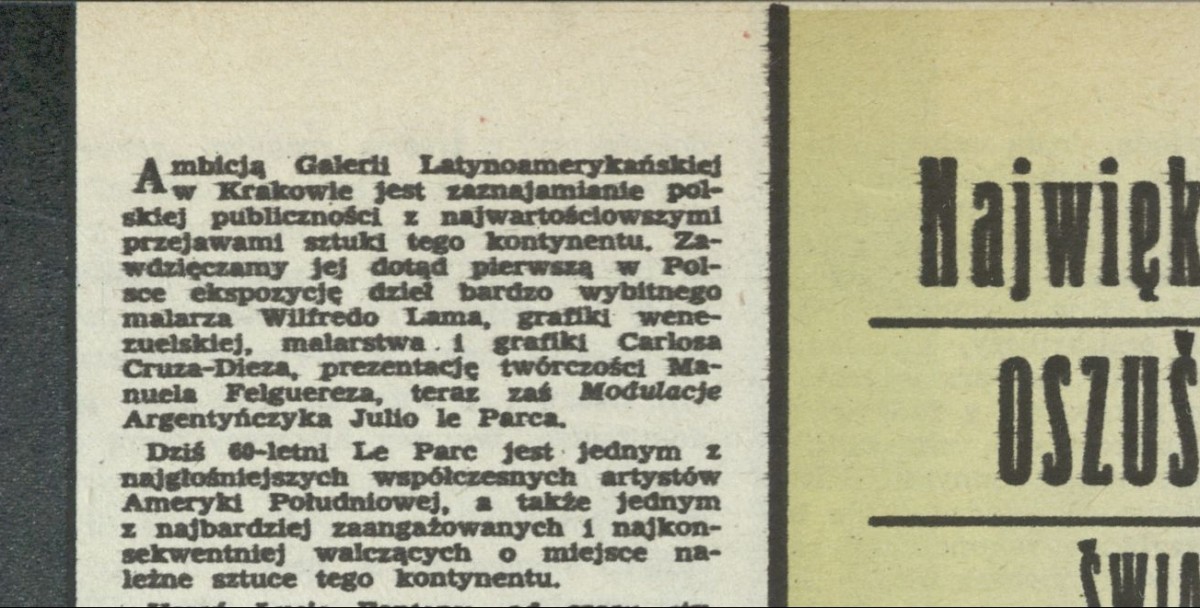 Ambicją Galerii Latynoamerykańskiej
w Krakowie jest zaznajamianie pol-
skiej publiczności z najwartościowszymi
przejawami sztuki tego kontynentu. Za-
wdzięczamy jej dotąd pierwszą w Pol-
sce ekspozycję dzieł bardzo wybitnego
malarza Wilfredo Lama, grafiki wene-
zuelskiej, malarstwa i grafiki Carlosa
Cruza-Dieza, prezentację twórczości Ma-
nuela Felguereza, teraz zaś Modulacje
Argentyńczyka Julio le Parca.
Dziś 60-letni Le Parc jest jednym z
najgłośniejszych współczesnych artystów
Ameryki Południowej, a także jednym
z najbardziej zaangażowanych i najkon-
sekwentniej walczących o miejsce na-
leżne sztuce tego kontynentu.
Najwięk
OSZUŚ